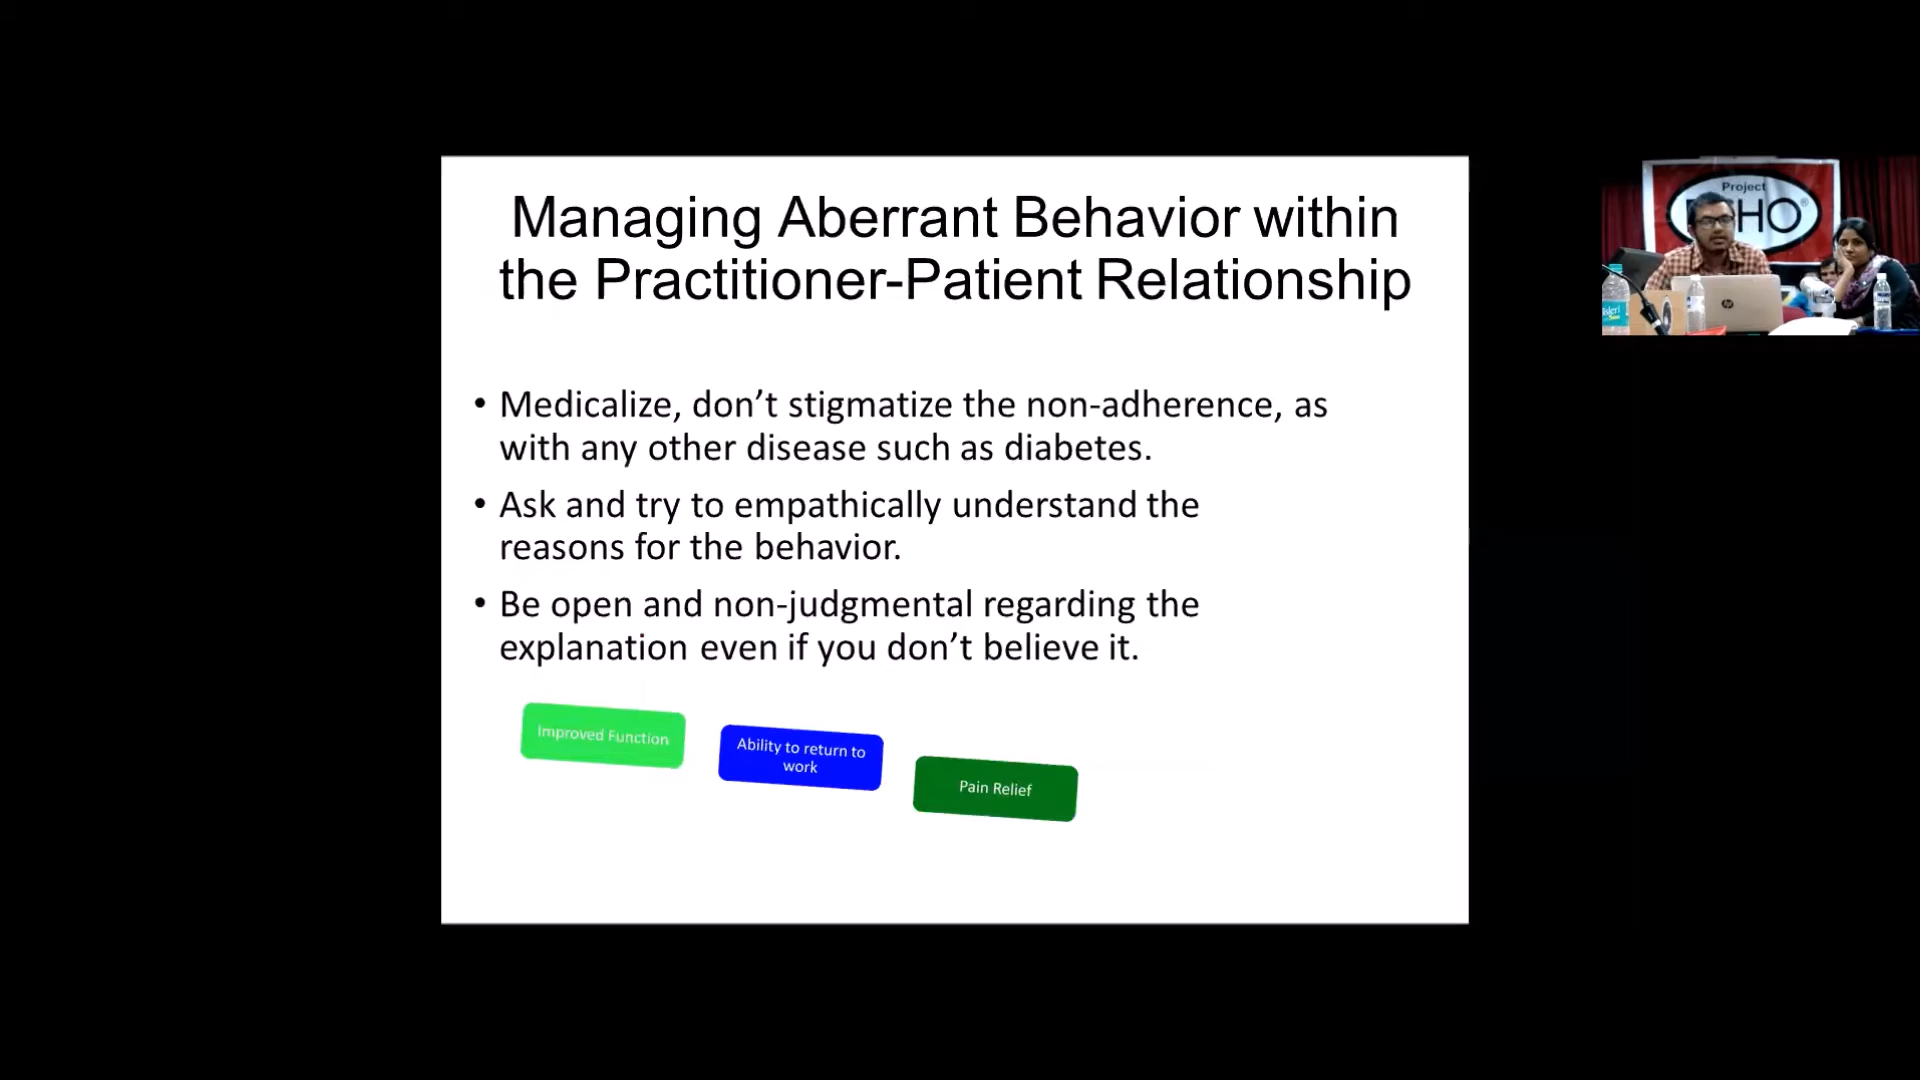 Managing Aberrant Behavior within
the Practitioner-Patient Relationship
• Medicalize, don’t stigmatize the non-adherence, as
with any other disease such as diabetes.
• Ask and try to empathically understand the
reasons for the behavior.
• Be open and non-judgmental regarding the
explanation even if you don’t believe it.
Improved Function
Ability to return to
work
Pain Relief
Project
HO®
hp